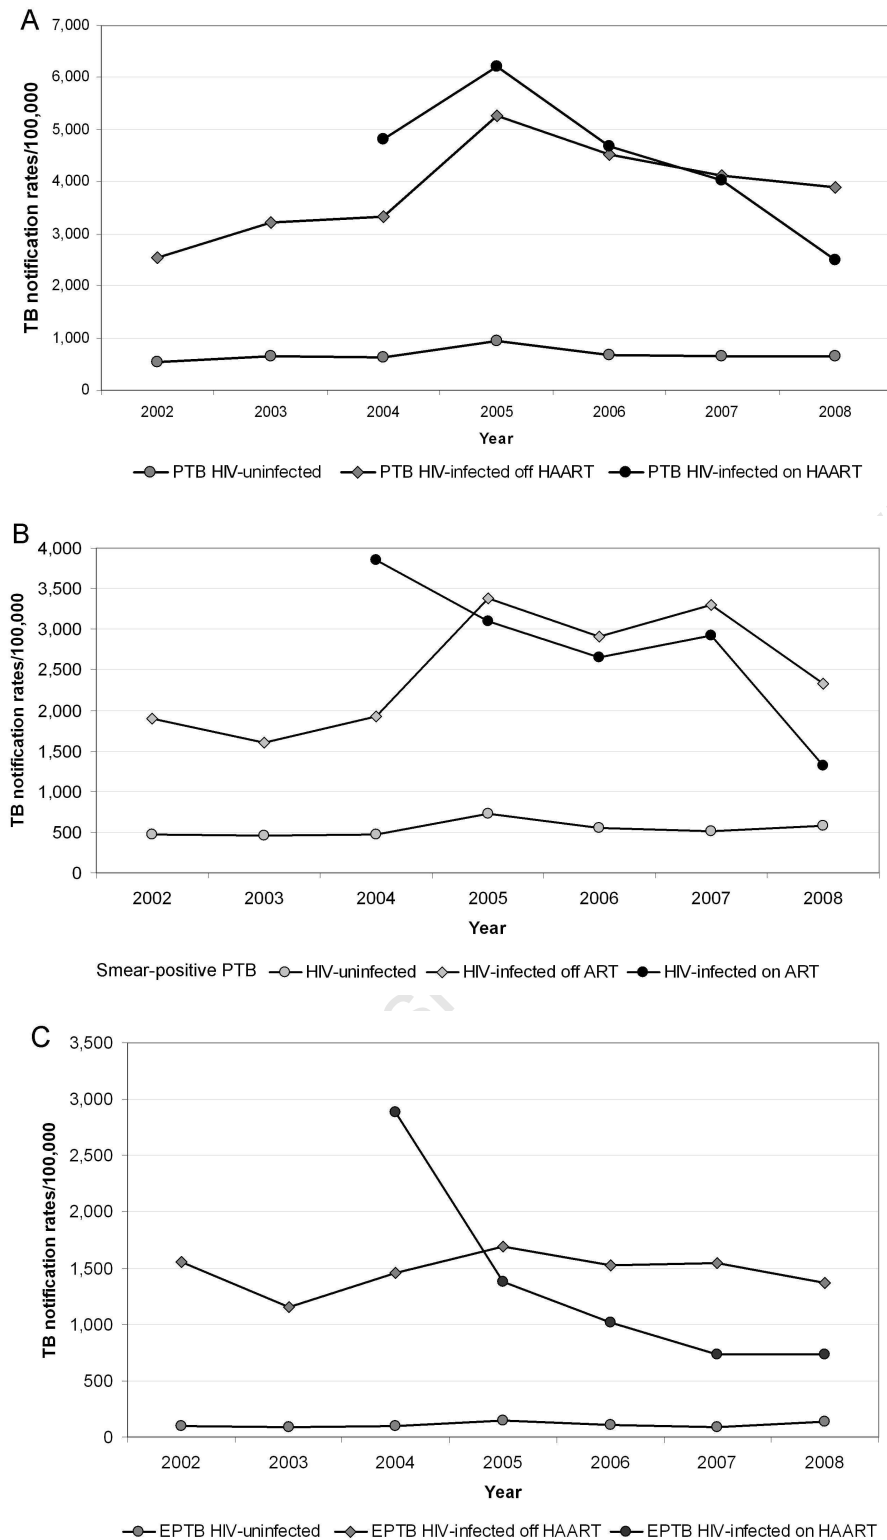 A
7,000
6,000
5,000
4,000
3,000
2,000
1,000
0
TB notification rates/100,000
2002 2003 2004 2005 2006 2007 2008
Year
PTB HIV-uninfected PTB HIV-infected off HAART PTB HIV-infected on HAART
B
4,000
3,500
3,000
2,500
2,000
1,500
1,000
500
0
TB notification rates/100,000
2002 2003 2004 2005 2006 2007 2008
Year
Smear-positive PTB HIV-uninfected HIV-infected off ART HIV-infected on ART
C
3,500
3,000
2,500
2,000
1,500
1,000
500
0
TB notification rates/100,000
2002 2003 2004 2005 2006 2007 2008
Year
EPTB HIV-uninfected EPTB HIV-infected off HAART EPTB HIV-infected on HAART